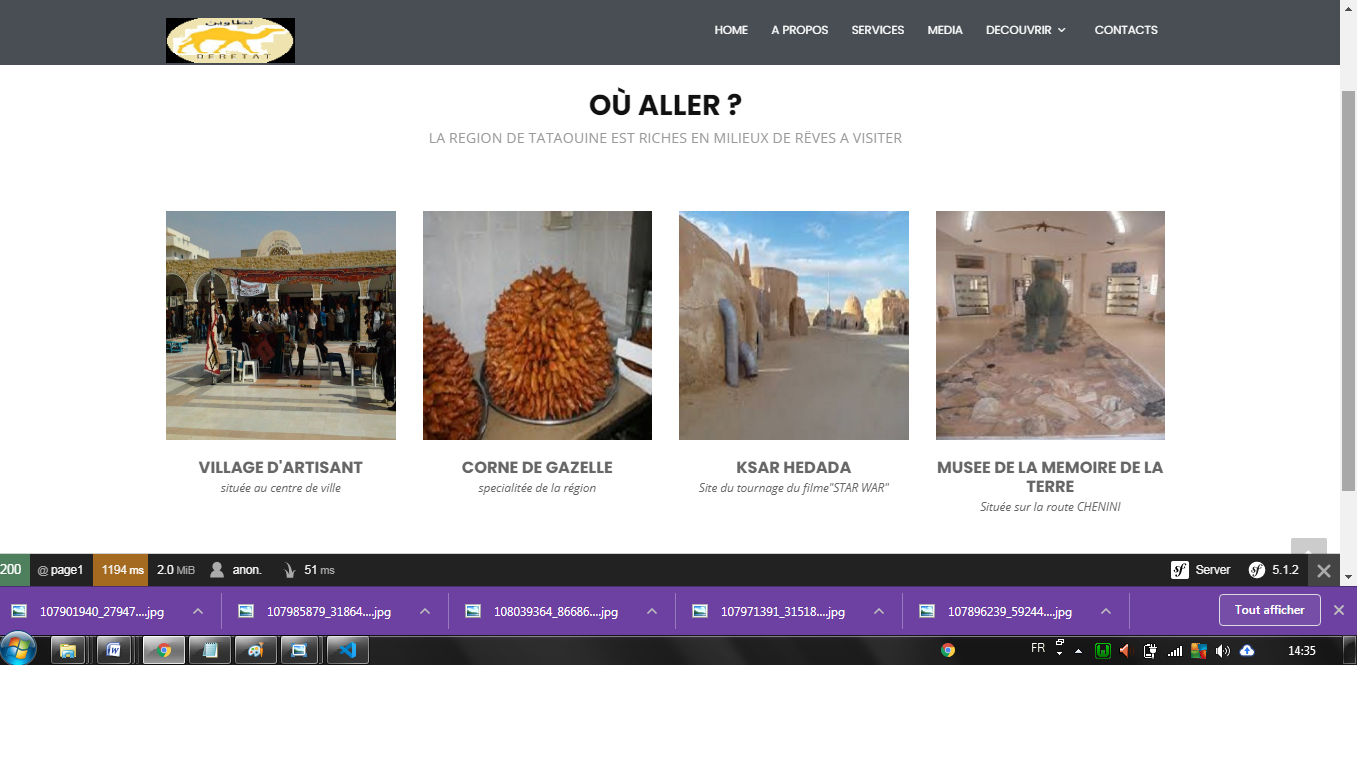 تطاوين
DERETAT
HOME A PROPOS SERVICES MEDIA DECOUVRIR CONTACTS
OÙ ALLER ?
LA REGION DE TATAOUINE EST RICHES EN MILIEUX DE RÊVES A VISITER
VILLAGE D'ARTISANT
située au centre de ville
CORNE DE GAZELLE
specialitée de la région
KSAR HEDADA
Site du tournage du filme"STAR WAR"
MUSEE DE LA MEMOIRE DE LA
TERRE
Située sur la route CHENINI
200 @ page1 1194 ms 2.0 MiB anon. 51 ms sf Server sf 5.1.2
107901940_27947....jpg 107985879_31864....jpg 108039364_86686....jpg 107971391_31518....jpg 107896239_59244....jpg Tout afficher
W FR 14:35